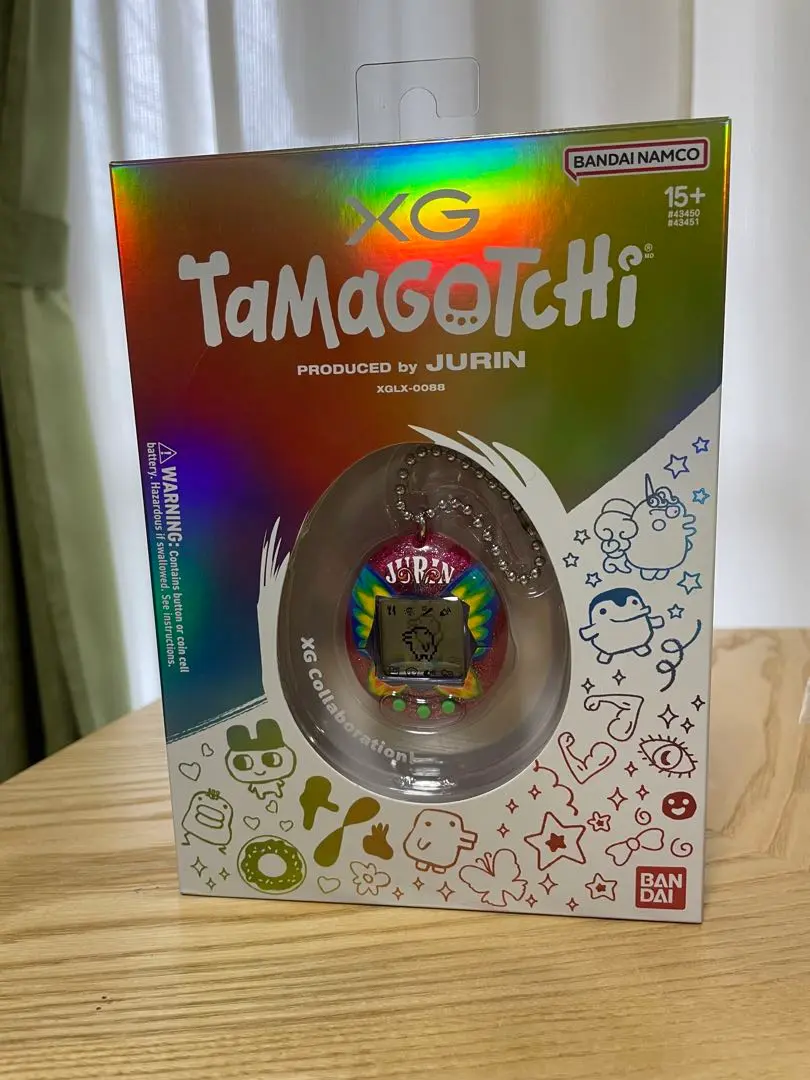 BANDAI NAMCO
XG
15+
#43450
#43451
TaMaGOTCHi
® MD
PRODUCED by JURIN
XGLX-0088
⚠ WARNING: Contains button or coin cell
battery. Hazardous if swallowed. See instructions.
JURIN
XG Collaboration!
BAN
DAI